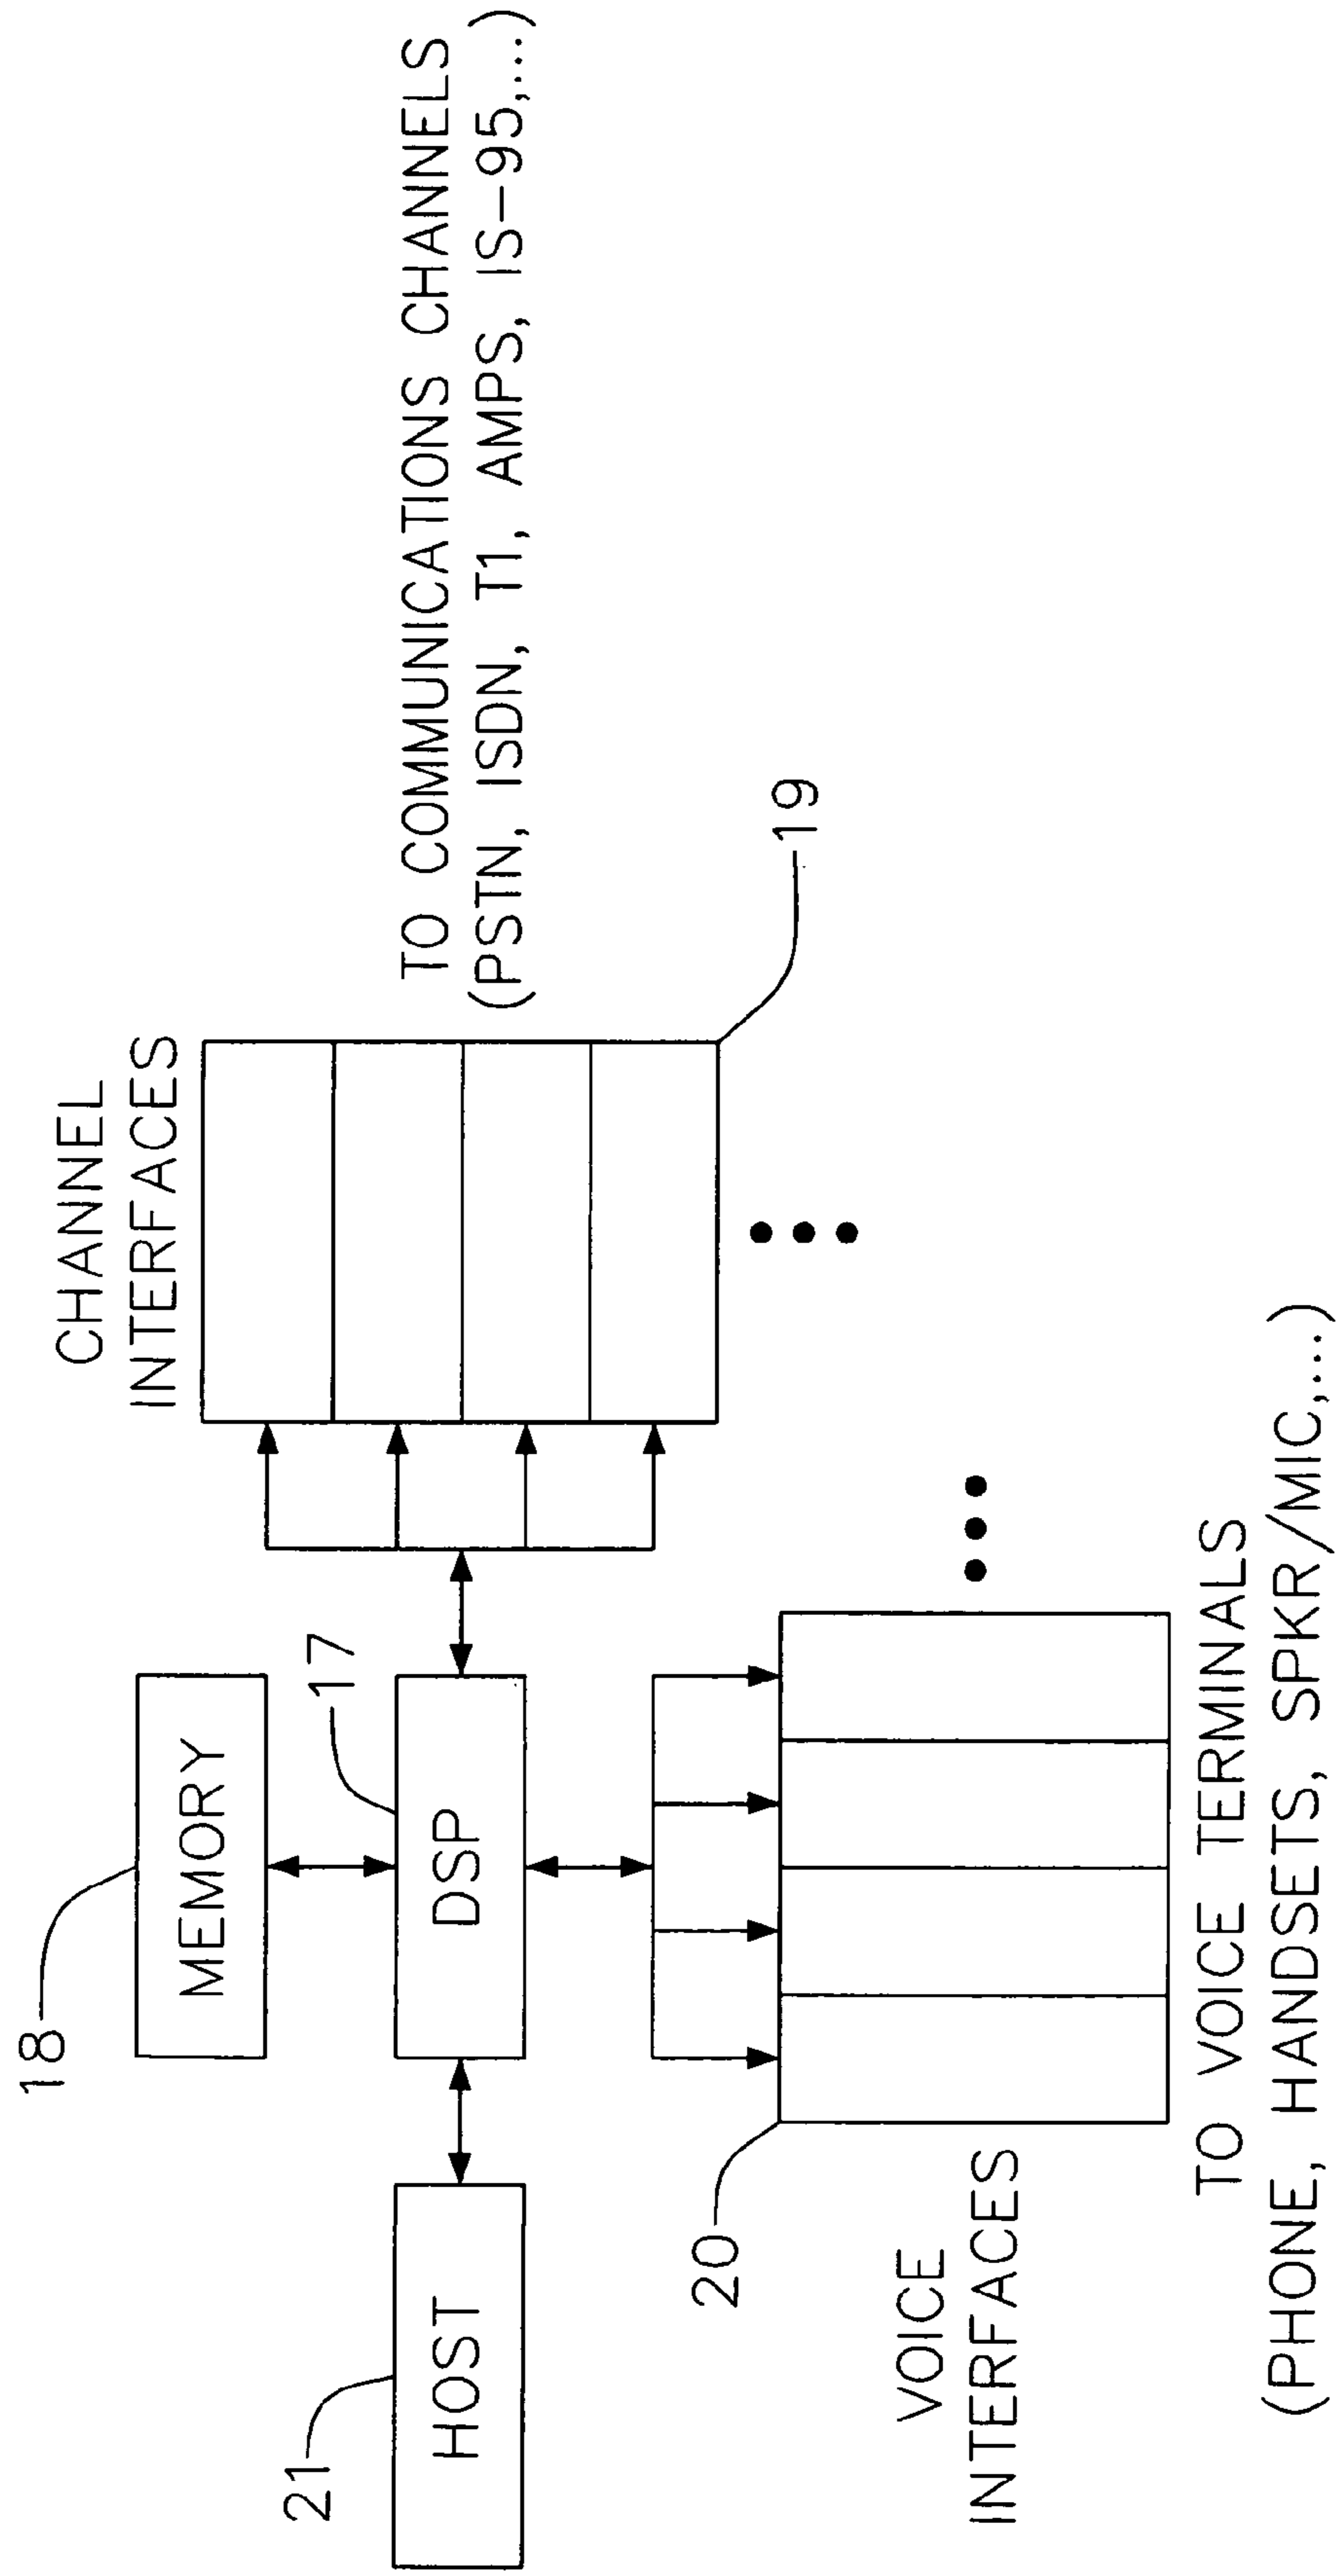 18
MEMORY
CHANNEL
INTERFACES
17
21
HOST
DSP
TO COMMUNICATIONS CHANNELS
(PSTN, ISDN, T1, AMPS, IS-95,...)
19
20
VOICE
INTERFACES
TO VOICE TERMINALS
(PHONE, HANDSETS, SPKR/MIC,...)